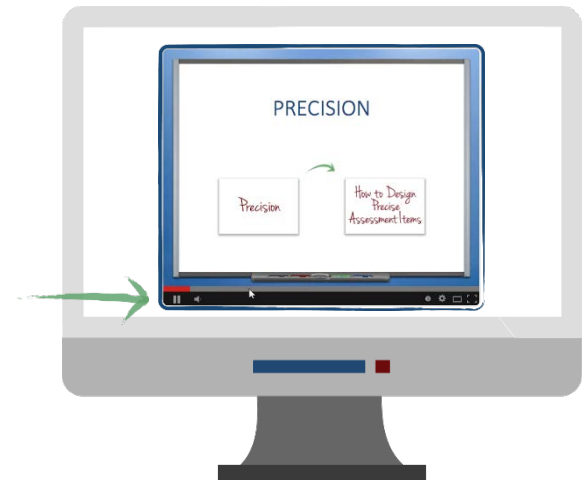 PRECISION
Precision
How to Design
Precise
Assessment Items